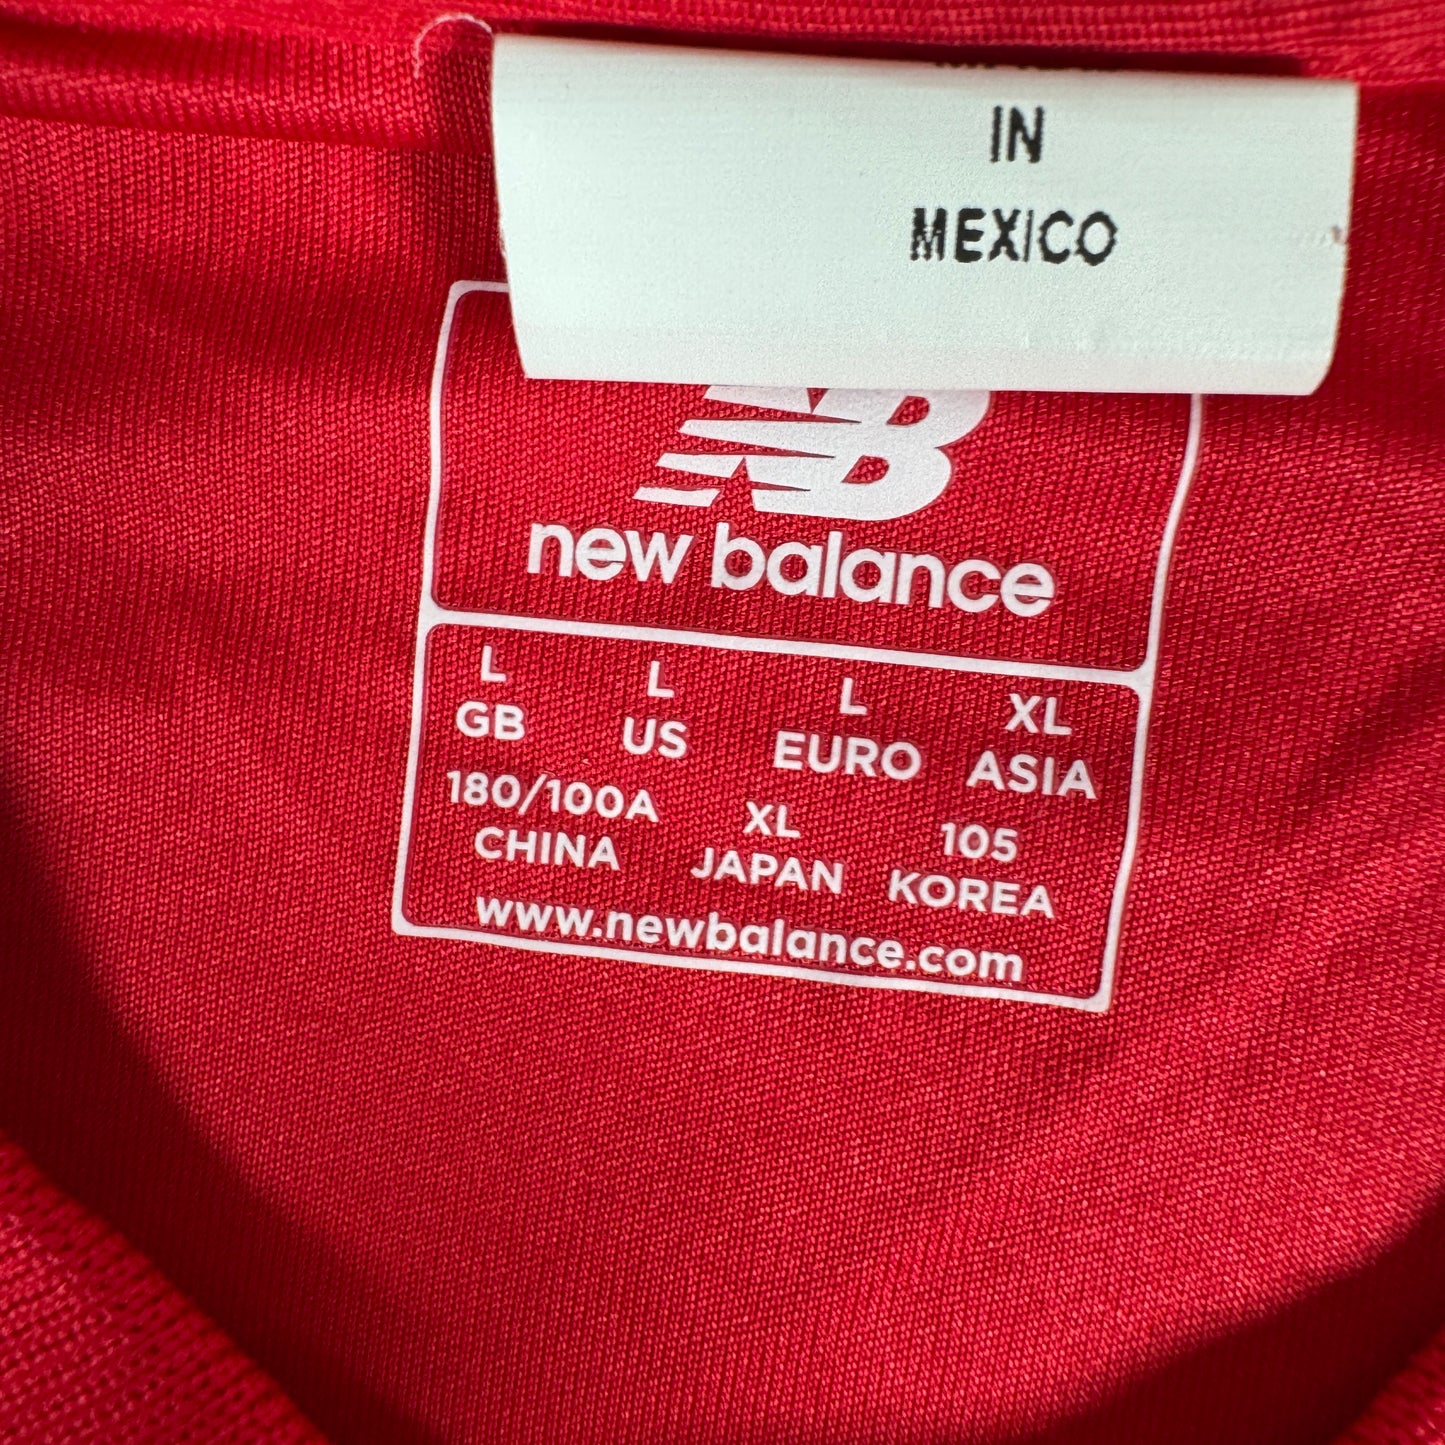 IN
MEXICO
NB
new balance
L L L XL
GB US EURO ASIA
180/100A XL 105
CHINA JAPAN KOREA
www.newbalance.com